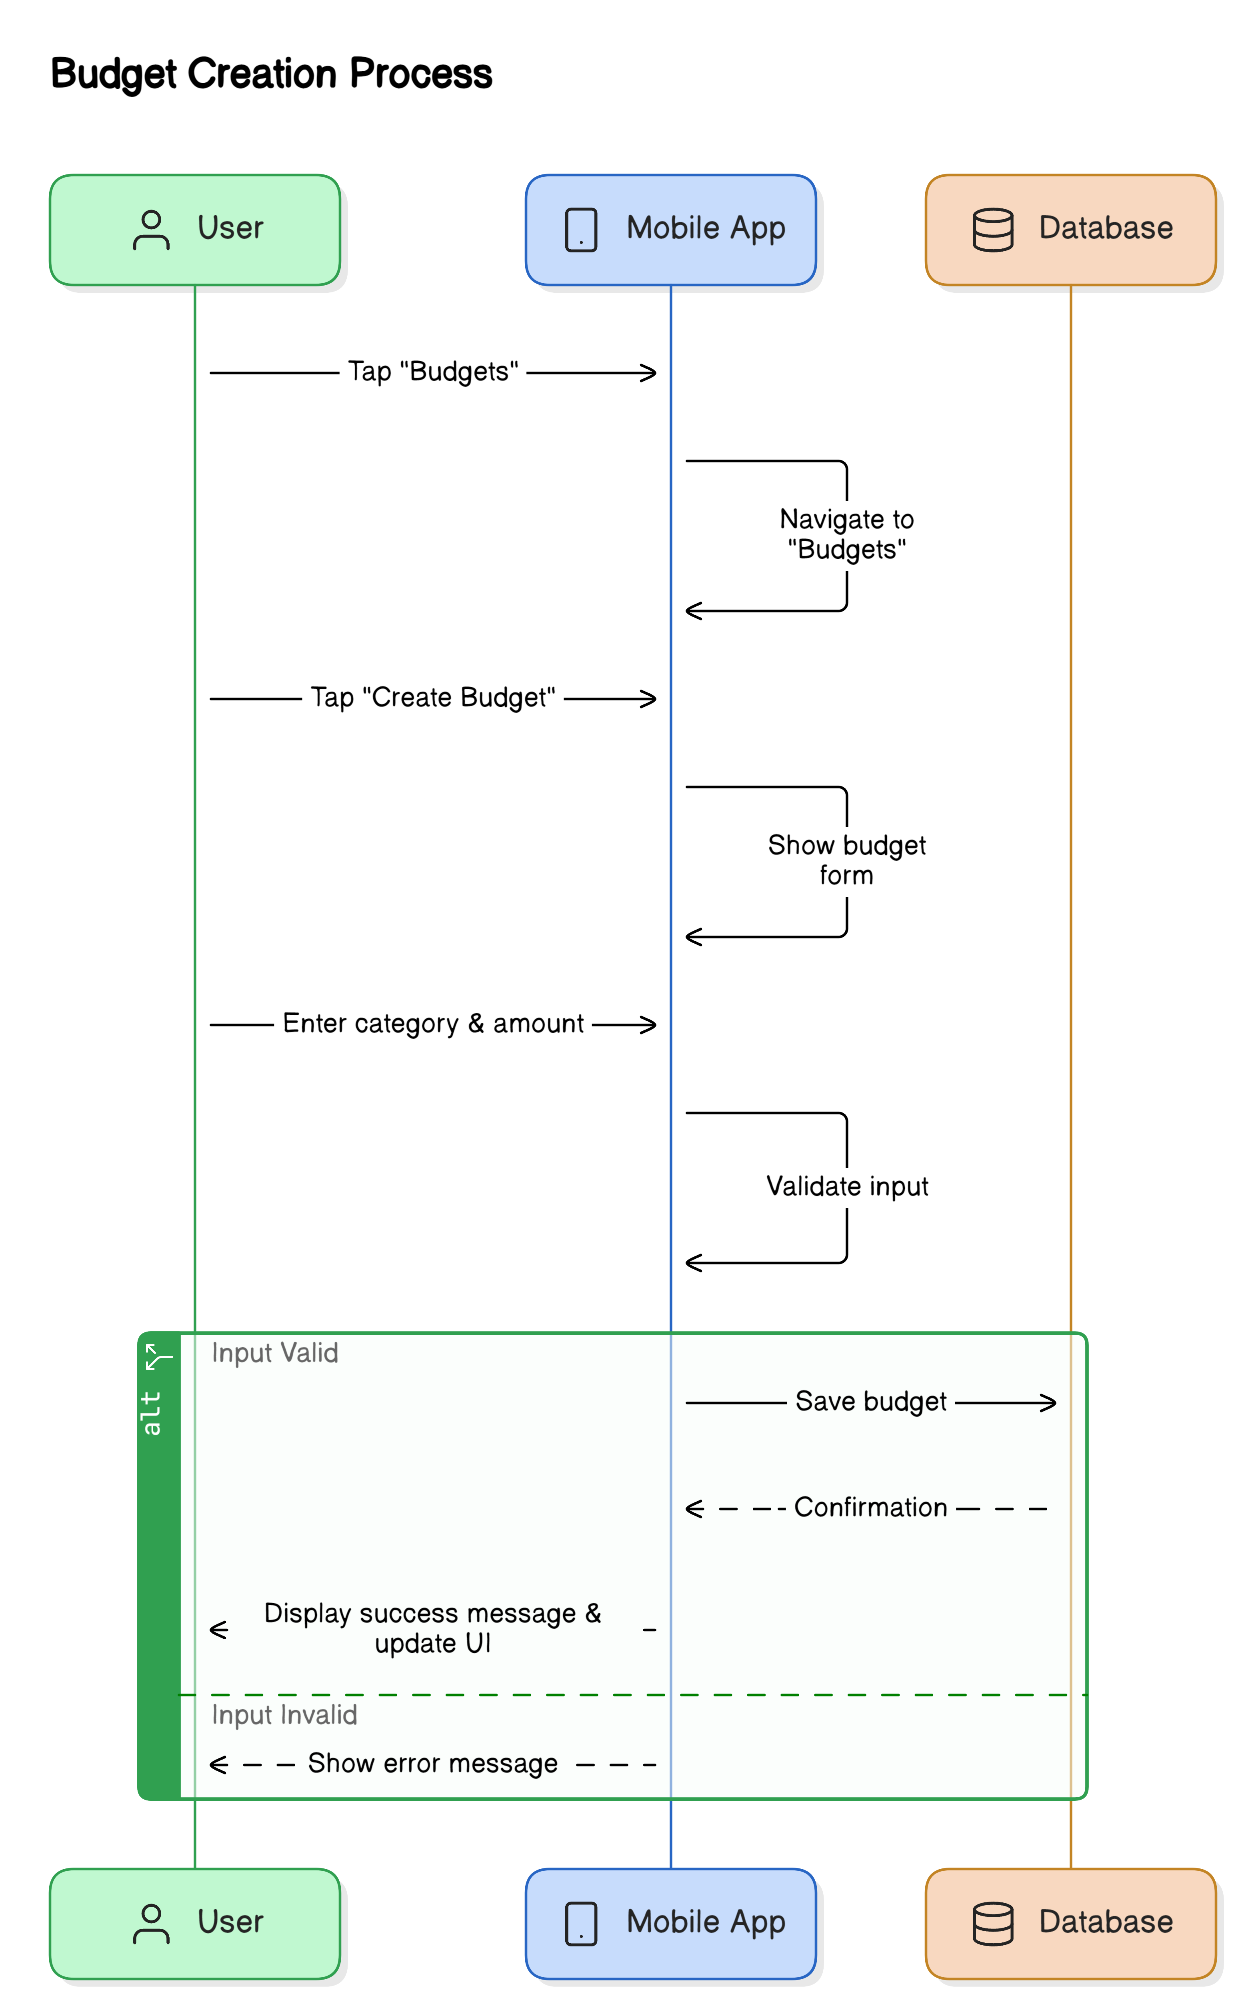 Budget Creation Process
User
Mobile App
Database
Tap "Budgets"
Navigate to
"Budgets"
Tap "Create Budget"
Show budget
form
Enter category & amount
Validate input
alt
Input Valid
Save budget
Confirmation
Display success message &
update UI
Input Invalid
Show error message
User
Mobile App
Database